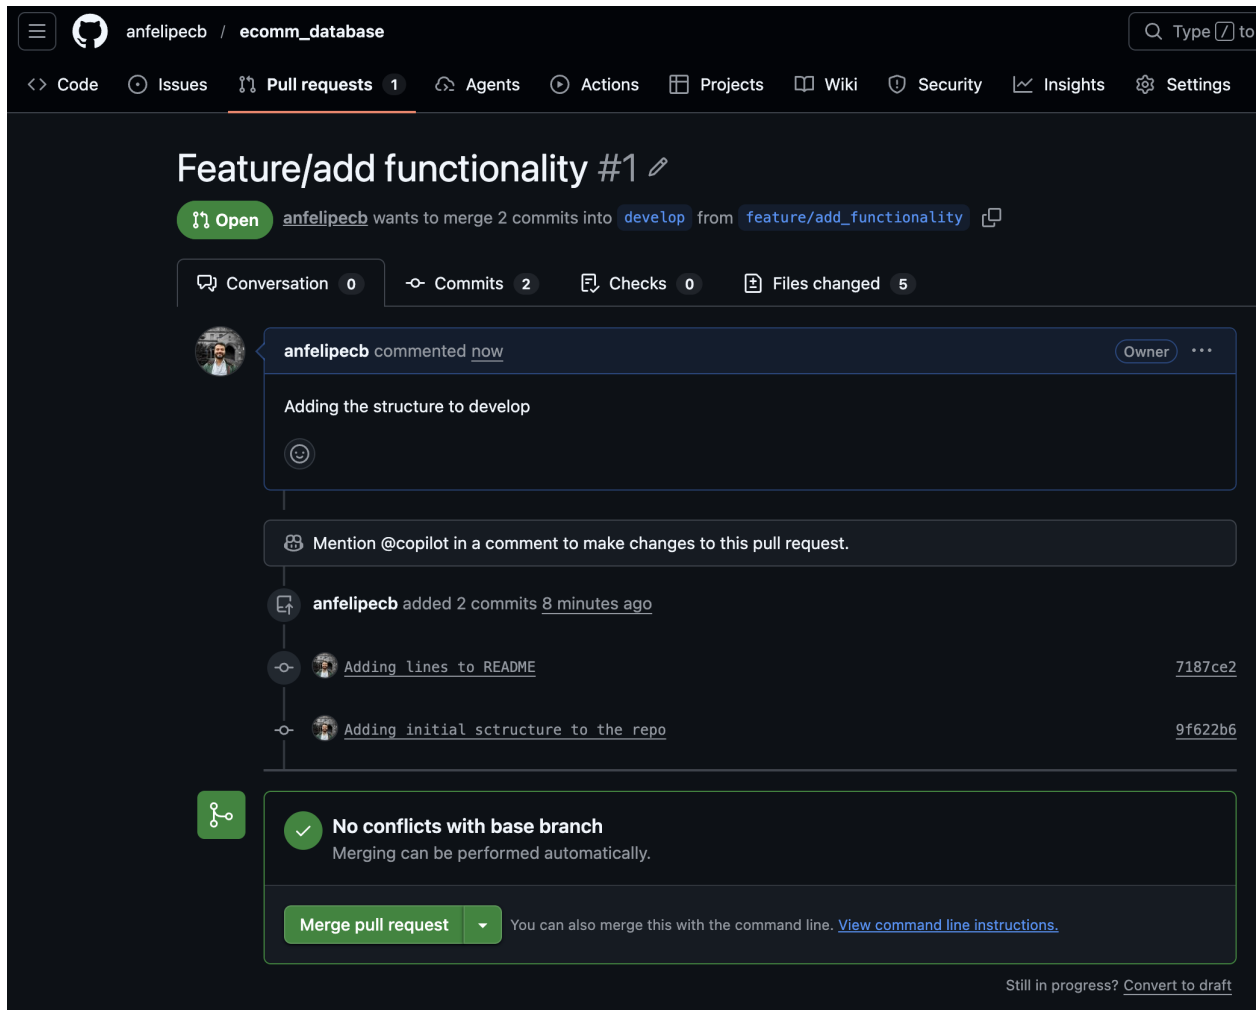 anfelipecb / ecomm_database Type / to
Code Issues Pull requests 1 Agents Actions Projects Wiki Security Insights Settings
Feature/add functionality #1
Open anfelipecb wants to merge 2 commits into develop from feature/add_functionality
Conversation 0 Commits 2 Checks 0 Files changed 5
anfelipecb commented now Owner
Adding the structure to develop
Mention @copilot in a comment to make changes to this pull request.
anfelipecb added 2 commits 8 minutes ago
Adding lines to README 7187ce2
Adding initial sctructure to the repo 9f622b6
No conflicts with base branch
Merging can be performed automatically.
Merge pull request You can also merge this with the command line. View command line instructions.
Still in progress? Convert to draft